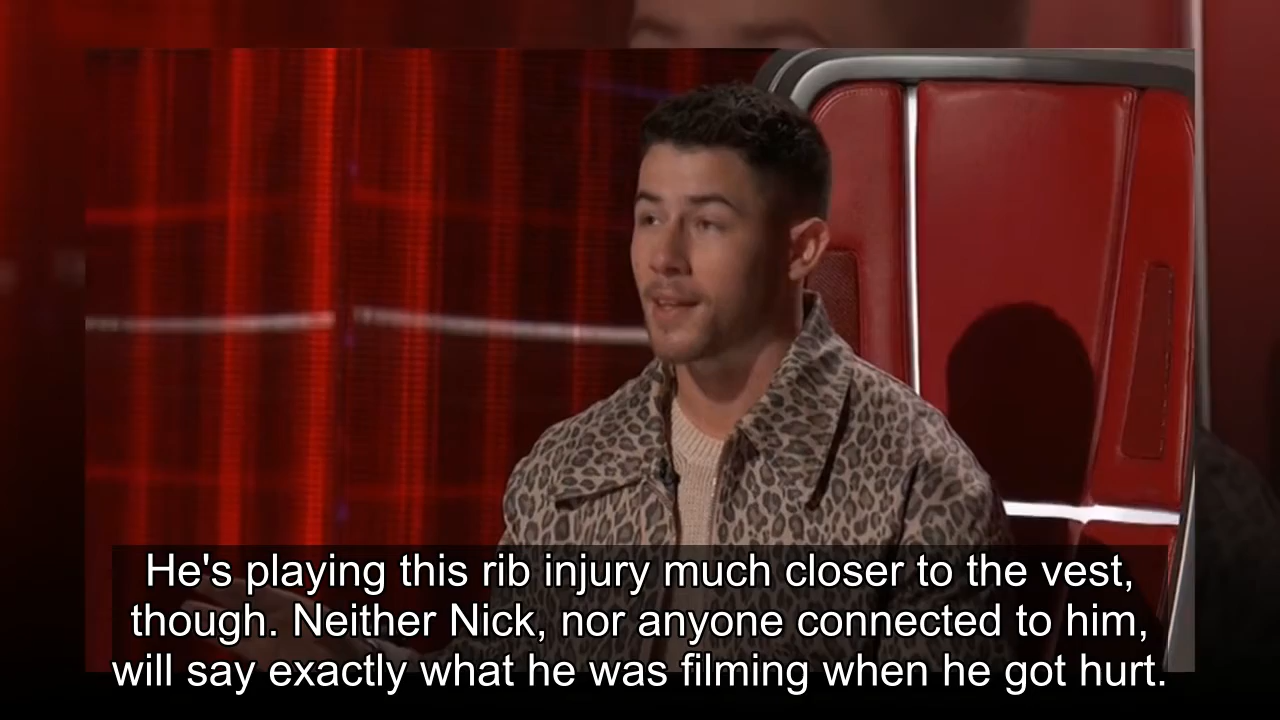 He's playing this rib injury much closer to the vest,
though. Neither Nick, nor anyone connected to him,
will say exactly what he was filming when he got hurt.